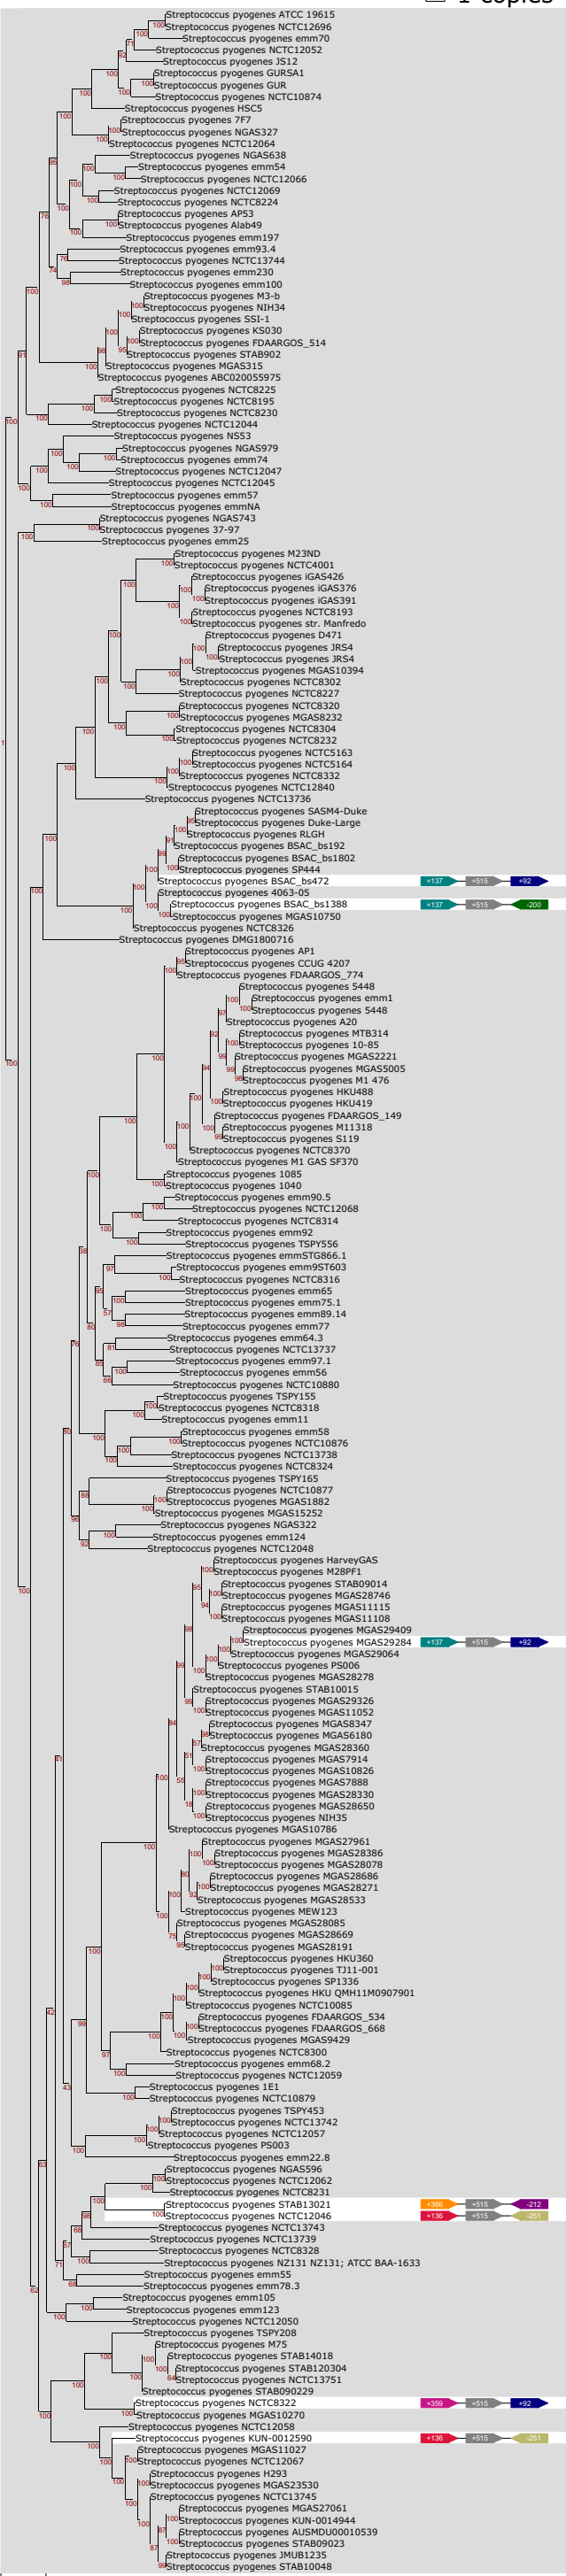 1 copies
Streptococcus pyogenes ATCC 19615
Streptococcus pyogenes NCTC12696
Streptococcus pyogenes emm70
Streptococcus pyogenes NCTC12052
Streptococcus pyogenes JS12
Streptococcus pyogenes GURSA1
Streptococcus pyogenes GUR
Streptococcus pyogenes NCTC10874
Streptococcus pyogenes HSC5
Streptococcus pyogenes 7F7
Streptococcus pyogenes NGAS327
Streptococcus pyogenes NCTC12064
Streptococcus pyogenes NGAS638
Streptococcus pyogenes emm54
Streptococcus pyogenes NCTC12066
Streptococcus pyogenes NCTC12069
Streptococcus pyogenes NCTC8224
Streptococcus pyogenes AP53
Streptococcus pyogenes Alab49
Streptococcus pyogenes emm197
Streptococcus pyogenes emm93.4
Streptococcus pyogenes NCTC13744
Streptococcus pyogenes emm230
Streptococcus pyogenes emm100
Streptococcus pyogenes M3-b
Streptococcus pyogenes NIH34
Streptococcus pyogenes SSI-1
Streptococcus pyogenes KS030
Streptococcus pyogenes FDAARGOS_514
Streptococcus pyogenes STAB902
Streptococcus pyogenes MGAS315
Streptococcus pyogenes ABC020055975
Streptococcus pyogenes NCTC8225
Streptococcus pyogenes NCTC8195
Streptococcus pyogenes NCTC8230
Streptococcus pyogenes NCTC12044
Streptococcus pyogenes NS53
Streptococcus pyogenes NGAS979
Streptococcus pyogenes emm74
Streptococcus pyogenes NCTC12047
Streptococcus pyogenes NCTC12045
Streptococcus pyogenes emm57
Streptococcus pyogenes emmNA
Streptococcus pyogenes NGAS743
Streptococcus pyogenes 37-97
Streptococcus pyogenes emm25
Streptococcus pyogenes M23ND
Streptococcus pyogenes NCTC4001
Streptococcus pyogenes iGAS426
Streptococcus pyogenes iGAS376
Streptococcus pyogenes iGAS391
Streptococcus pyogenes NCTC8193
Streptococcus pyogenes str. Manfredo
Streptococcus pyogenes D471
Streptococcus pyogenes JRS4
Streptococcus pyogenes JRS4
Streptococcus pyogenes MGAS10394
Streptococcus pyogenes NCTC8302
Streptococcus pyogenes NCTC8227
Streptococcus pyogenes NCTC8320
Streptococcus pyogenes MGAS8232
Streptococcus pyogenes NCTC8304
Streptococcus pyogenes NCTC8232
Streptococcus pyogenes NCTC5163
Streptococcus pyogenes NCTC5164
Streptococcus pyogenes NCTC8332
Streptococcus pyogenes NCTC12840
Streptococcus pyogenes NCTC13736
Streptococcus pyogenes SASM4-Duke
Streptococcus pyogenes Duke-Large
Streptococcus pyogenes RLGH
Streptococcus pyogenes BSAC_bs192
Streptococcus pyogenes BSAC_bs1802
Streptococcus pyogenes SP444
Streptococcus pyogenes BSAC_bs472 +137 +515 +92
Streptococcus pyogenes 4063-05
Streptococcus pyogenes BSAC_bs1388 +137 +515 -200
Streptococcus pyogenes MGAS10750
Streptococcus pyogenes NCTC8326
Streptococcus pyogenes DMG1800716
Streptococcus pyogenes AP1
Streptococcus pyogenes CCUG 4207
Streptococcus pyogenes FDAARGOS_774
Streptococcus pyogenes 5448
Streptococcus pyogenes emm1
Streptococcus pyogenes 5448
Streptococcus pyogenes A20
Streptococcus pyogenes MTB314
Streptococcus pyogenes 10-85
Streptococcus pyogenes MGAS2221
Streptococcus pyogenes MGAS5005
Streptococcus pyogenes M1 476
Streptococcus pyogenes HKU488
Streptococcus pyogenes HKU419
Streptococcus pyogenes FDAARGOS_149
Streptococcus pyogenes M11318
Streptococcus pyogenes S119
Streptococcus pyogenes NCTC8370
Streptococcus pyogenes M1 GAS SF370
Streptococcus pyogenes 1085
Streptococcus pyogenes 1040
Streptococcus pyogenes emm90.5
Streptococcus pyogenes NCTC12068
Streptococcus pyogenes NCTC8314
Streptococcus pyogenes emm92
Streptococcus pyogenes TSPY556
Streptococcus pyogenes emmSTG866.1
Streptococcus pyogenes emm9ST603
Streptococcus pyogenes NCTC8316
Streptococcus pyogenes emm65
Streptococcus pyogenes emm75.1
Streptococcus pyogenes emm89.14
Streptococcus pyogenes emm77
Streptococcus pyogenes emm64.3
Streptococcus pyogenes NCTC13737
Streptococcus pyogenes emm97.1
Streptococcus pyogenes emm56
Streptococcus pyogenes NCTC10880
Streptococcus pyogenes TSPY155
Streptococcus pyogenes NCTC8318
Streptococcus pyogenes emm11
Streptococcus pyogenes emm58
Streptococcus pyogenes NCTC10876
Streptococcus pyogenes NCTC13738
Streptococcus pyogenes NCTC8324
Streptococcus pyogenes TSPY165
Streptococcus pyogenes NCTC10877
Streptococcus pyogenes MGAS1882
Streptococcus pyogenes MGAS15252
Streptococcus pyogenes NGAS322
Streptococcus pyogenes emm124
Streptococcus pyogenes NCTC12048
Streptococcus pyogenes HarveyGAS
Streptococcus pyogenes M28PF1
Streptococcus pyogenes STAB09014
Streptococcus pyogenes MGAS28746
Streptococcus pyogenes MGAS11115
Streptococcus pyogenes MGAS11108
Streptococcus pyogenes MGAS29409
Streptococcus pyogenes MGAS29284 +137 +515 +92
Streptococcus pyogenes MGAS29064
Streptococcus pyogenes PS006
Streptococcus pyogenes MGAS28278
Streptococcus pyogenes STAB10015
Streptococcus pyogenes MGAS29326
Streptococcus pyogenes MGAS11052
Streptococcus pyogenes MGAS8347
Streptococcus pyogenes MGAS6180
Streptococcus pyogenes MGAS28360
Streptococcus pyogenes MGAS7914
Streptococcus pyogenes MGAS10826
Streptococcus pyogenes MGAS7888
Streptococcus pyogenes MGAS28330
Streptococcus pyogenes MGAS28650
Streptococcus pyogenes NIH35
Streptococcus pyogenes MGAS10786
Streptococcus pyogenes MGAS27961
Streptococcus pyogenes MGAS28386
Streptococcus pyogenes MGAS28078
Streptococcus pyogenes MGAS28686
Streptococcus pyogenes MGAS28271
Streptococcus pyogenes MGAS28533
Streptococcus pyogenes MEW123
Streptococcus pyogenes MGAS28085
Streptococcus pyogenes MGAS28669
Streptococcus pyogenes MGAS28191
Streptococcus pyogenes HKU360
Streptococcus pyogenes TJ11-001
Streptococcus pyogenes SP1336
Streptococcus pyogenes HKU QMH11M0907901
Streptococcus pyogenes NCTC10085
Streptococcus pyogenes FDAARGOS_534
Streptococcus pyogenes FDAARGOS_668
Streptococcus pyogenes MGAS9429
Streptococcus pyogenes NCTC8300
Streptococcus pyogenes emm68.2
Streptococcus pyogenes NCTC12059
Streptococcus pyogenes 1E1
Streptococcus pyogenes NCTC10879
Streptococcus pyogenes TSPY453
Streptococcus pyogenes NCTC13742
Streptococcus pyogenes NCTC12057
Streptococcus pyogenes PS003
Streptococcus pyogenes emm22.8
Streptococcus pyogenes NGAS596
Streptococcus pyogenes NCTC12062
Streptococcus pyogenes NCTC8231
Streptococcus pyogenes STAB13021 +386 +515 -212
Streptococcus pyogenes NCTC12046 +136 +515 -251
Streptococcus pyogenes NCTC13743
Streptococcus pyogenes NCTC13739
Streptococcus pyogenes NCTC8328
Streptococcus pyogenes NZ131 NZ131; ATCC BAA-1633
Streptococcus pyogenes emm55
Streptococcus pyogenes emm78.3
Streptococcus pyogenes emm105
Streptococcus pyogenes emm123
Streptococcus pyogenes NCTC12050
Streptococcus pyogenes TSPY208
Streptococcus pyogenes M75
Streptococcus pyogenes STAB14018
Streptococcus pyogenes STAB120304
Streptococcus pyogenes NCTC13751
Streptococcus pyogenes STAB090229
Streptococcus pyogenes NCTC8322 +359 +515 +92
Streptococcus pyogenes MGAS10270
Streptococcus pyogenes NCTC12058
Streptococcus pyogenes KUN-0012590 +136 +515 -251
Streptococcus pyogenes MGAS11027
Streptococcus pyogenes NCTC12067
Streptococcus pyogenes H293
Streptococcus pyogenes MGAS23530
Streptococcus pyogenes NCTC13745
Streptococcus pyogenes MGAS27061
Streptococcus pyogenes KUN-0014944
Streptococcus pyogenes AUSMDU00010539
Streptococcus pyogenes STAB09023
Streptococcus pyogenes JMUB1235
Streptococcus pyogenes STAB10048